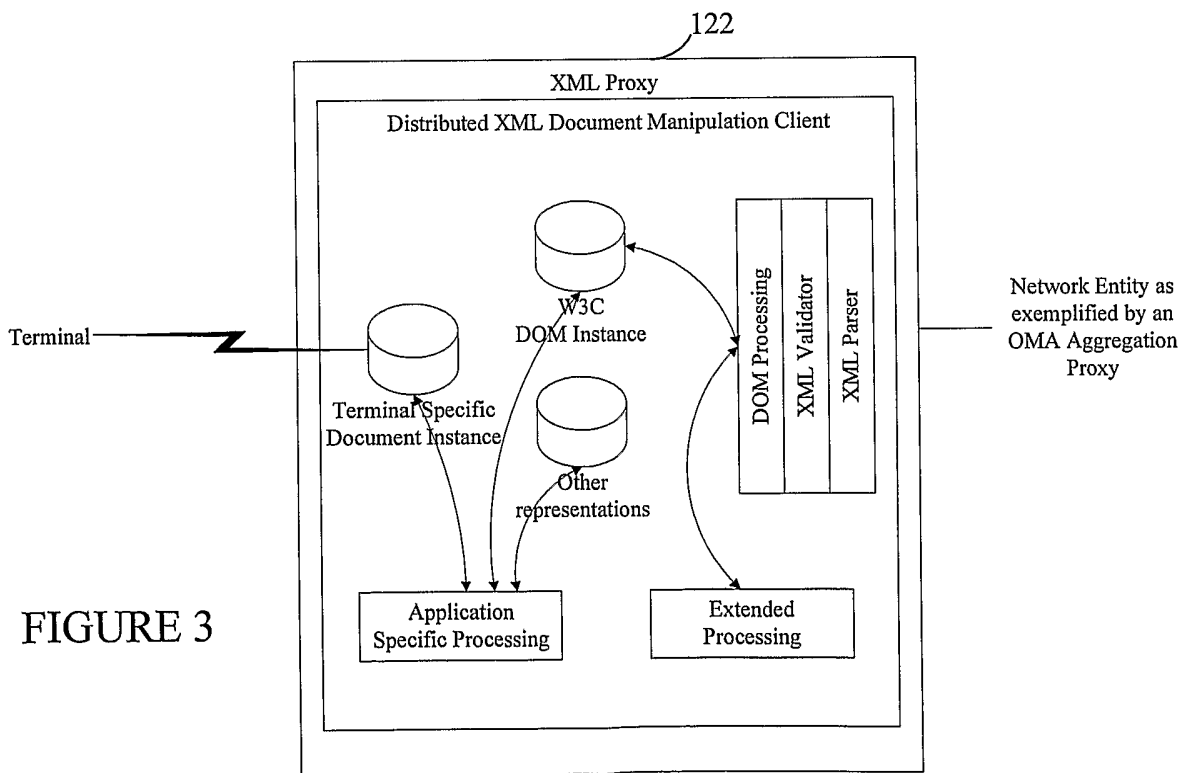 122
XML Proxy
Distributed XML Document Manipulation Client
W3C
DOM Instance
Terminal
Terminal Specific
Document Instance
Other
representations
DOM Processing
XML Validator
XML Parser
Network Entity as
exemplified by an
OMA Aggregation
Proxy
Application
Specific Processing
Extended
Processing
FIGURE 3